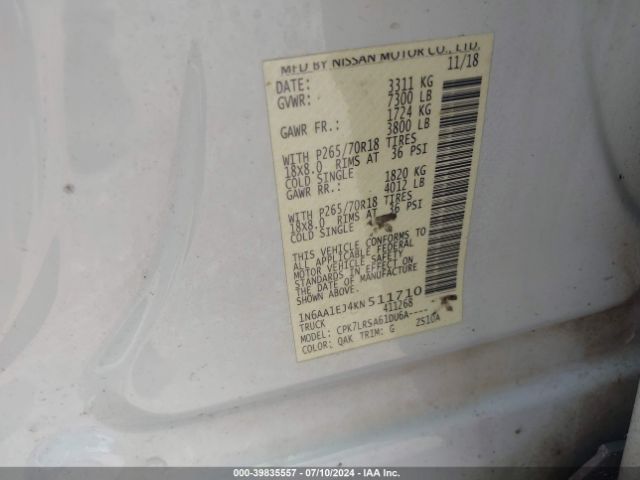 MFD BY NISSAN MOTOR CO., LTD.
DATE: 11/18
GVWR: 3311 KG
7300 LB
GAWR FR.: 1724 KG
3800 LB
WITH P265/70R18 TIRES
18X8.0 RIMS AT 36 PSI
COLD SINGLE
GAWR RR.: 1820 KG
4012 LB
WITH P265/70R18 TIRES
18X8.0 RIMS AT 36 PSI
COLD SINGLE
THIS VEHICLE CONFORMS TO
ALL APPLICABLE FEDERAL
MOTOR VEHICLE SAFETY
STANDARDS IN EFFECT ON
THE DATE OF MANUFACTURE
1N6AA1EJ4KN511710
TRUCK 411268
MODEL: CPK7LRSA61DU6A----
COLOR: QAK TRIM: G ZS10A
000-39835557 - 07/10/2024 - IAA Inc.